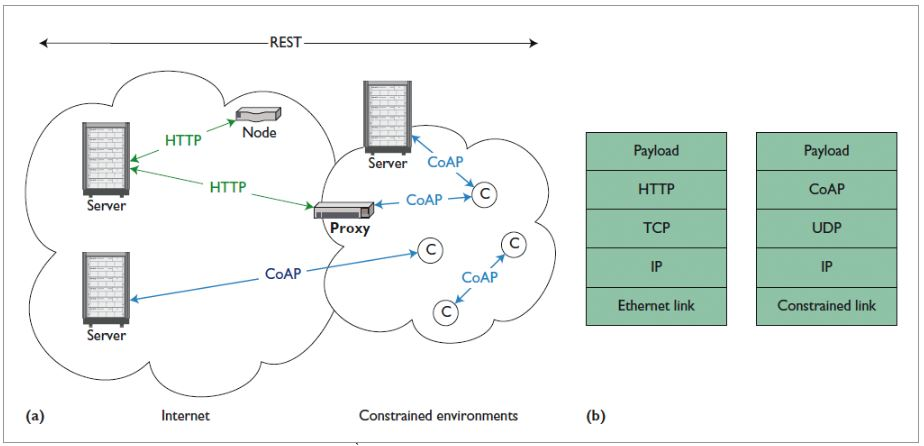 REST
HTTP
Node
Server
HTTP
Server
CoAP
CoAP
C
Proxy
C
C
CoAP
CoAP
C
Server
(a)
Internet
Constrained environments
Payload
HTTP
TCP
IP
Ethernet link
Payload
CoAP
UDP
IP
Constrained link
(b)